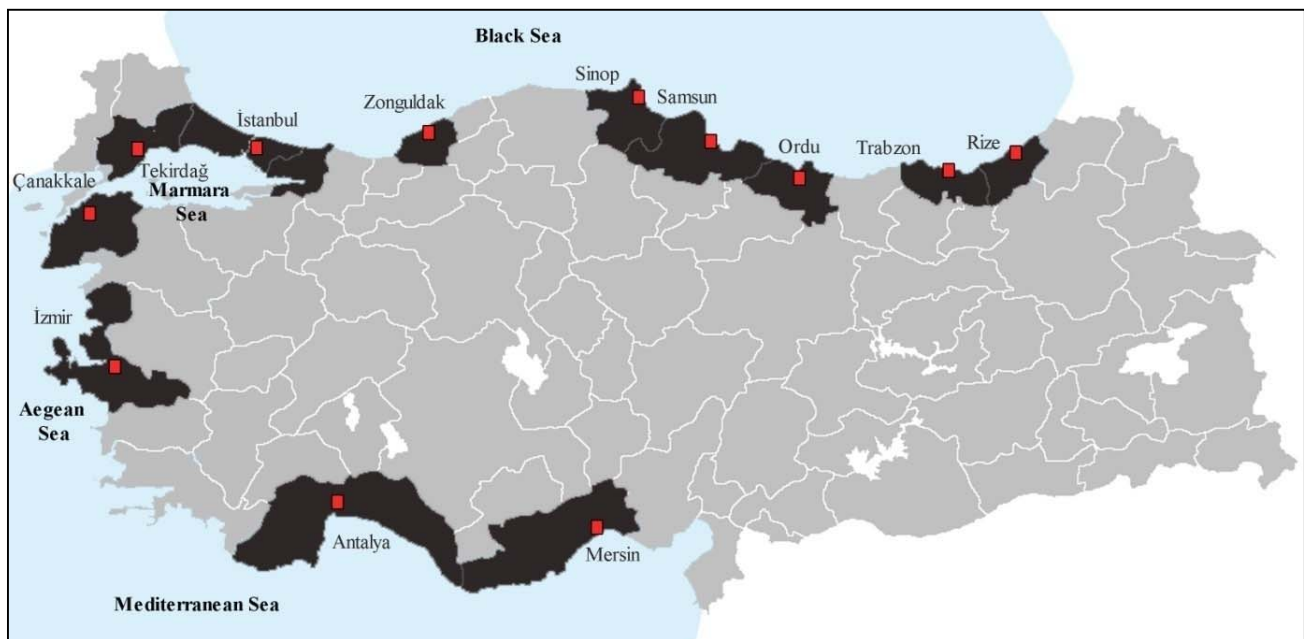 Black Sea
Sinop
Samsun
Zonguldak
İstanbul
Ordu
Trabzon
Rize
Tekirdağ
Çanakkale
Marmara
Sea
İzmir
Aegean
Sea
Antalya
Mersin
Mediterranean Sea